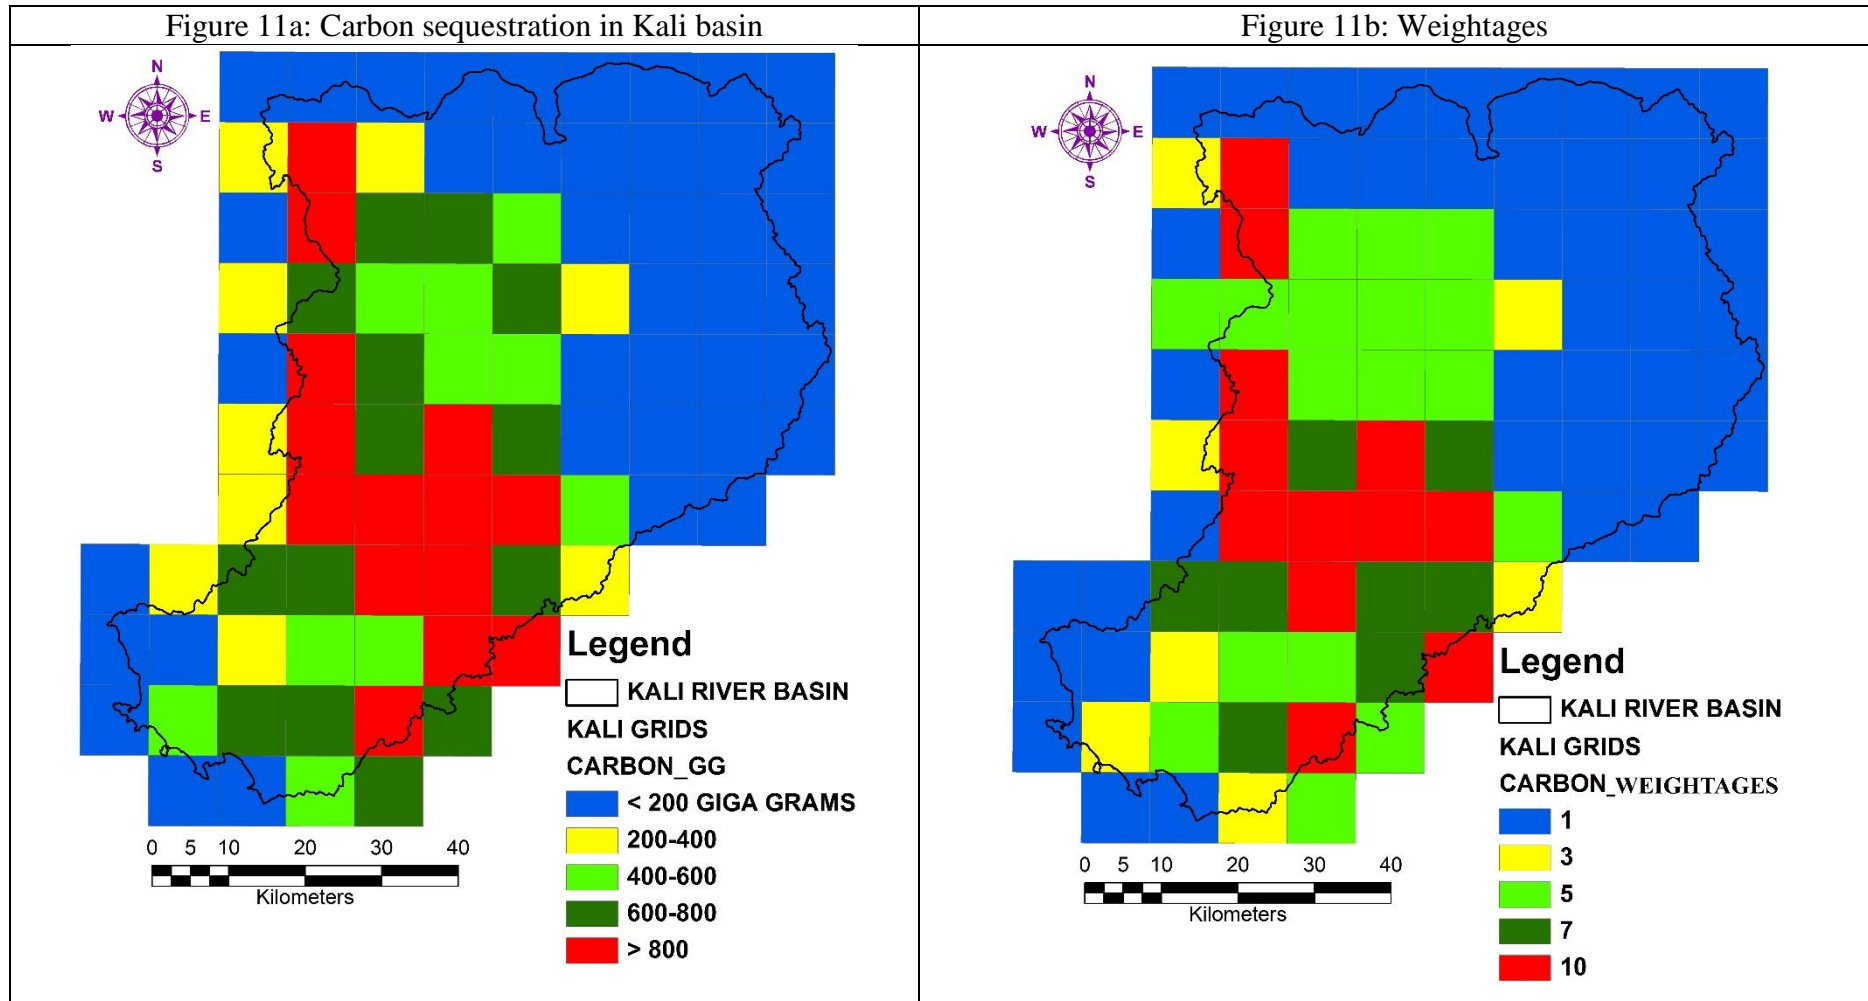 Figure 11a: Carbon sequestration in Kali basin
Figure 11b: Weightages
N
W E
S
Legend
KALI RIVER BASIN
KALI GRIDS
CARBON_GG
< 200 GIGA GRAMS
200-400
400-600
600-800
> 800
0 5 10 20 30 40
Kilometers
N
W E
S
Legend
KALI RIVER BASIN
KALI GRIDS
CARBON_WEIGHTAGES
1
3
5
7
10
0 5 10 20 30 40
Kilometers